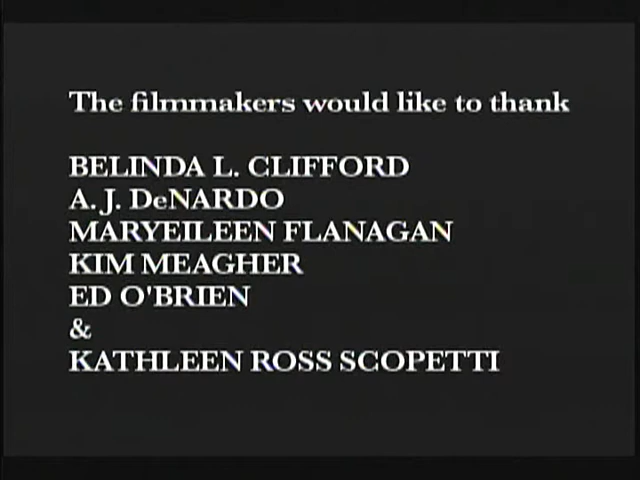 The filmmakers would like to thank
BELINDA L. CLIFFORD
A. J. DeNARDO
MARYEILEEN FLANAGAN
KIM MEAGHER
ED O'BRIEN
&
KATHLEEN ROSS SCOPETTI